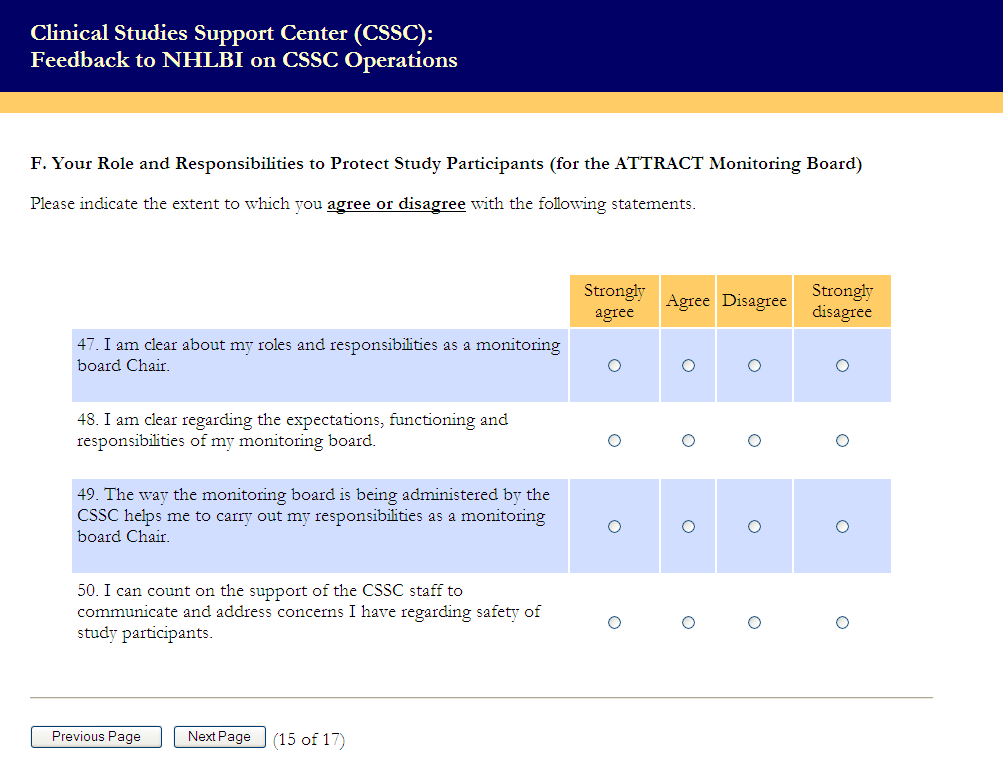 Clinical Studies Support Center (CSSC):
Feedback to NHLBI on CSSC Operations
F. Your Role and Responsibilities to Protect Study Participants (for the ATTRACT Monitoring Board)
Please indicate the extent to which you agree or disagree with the following statements.
Strongly agree
Agree
Disagree
Strongly disagree
47. I am clear about my roles and responsibilities as a monitoring
board Chair.
48. I am clear regarding the expectations, functioning and
responsibilities of my monitoring board.
49. The way the monitoring board is being administered by the
CSSC helps me to carry out my responsibilities as a monitoring
board Chair.
50. I can count on the support of the CSSC staff to
communicate and address concerns I have regarding safety of
study participants.
Previous Page
Next Page
(15 of 17)